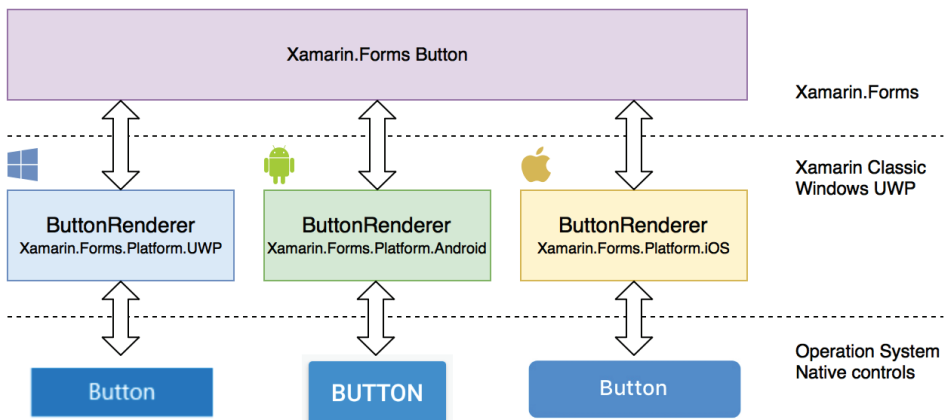 Xamarin.Forms Button
Xamarin.Forms
Xamarin Classic
Windows UWP
ButtonRenderer
Xamarin.Forms.Platform.UWP
ButtonRenderer
Xamarin.Forms.Platform.Android
ButtonRenderer
Xamarin.Forms.Platform.iOS
Operation System
Native controls
Button
BUTTON
Button